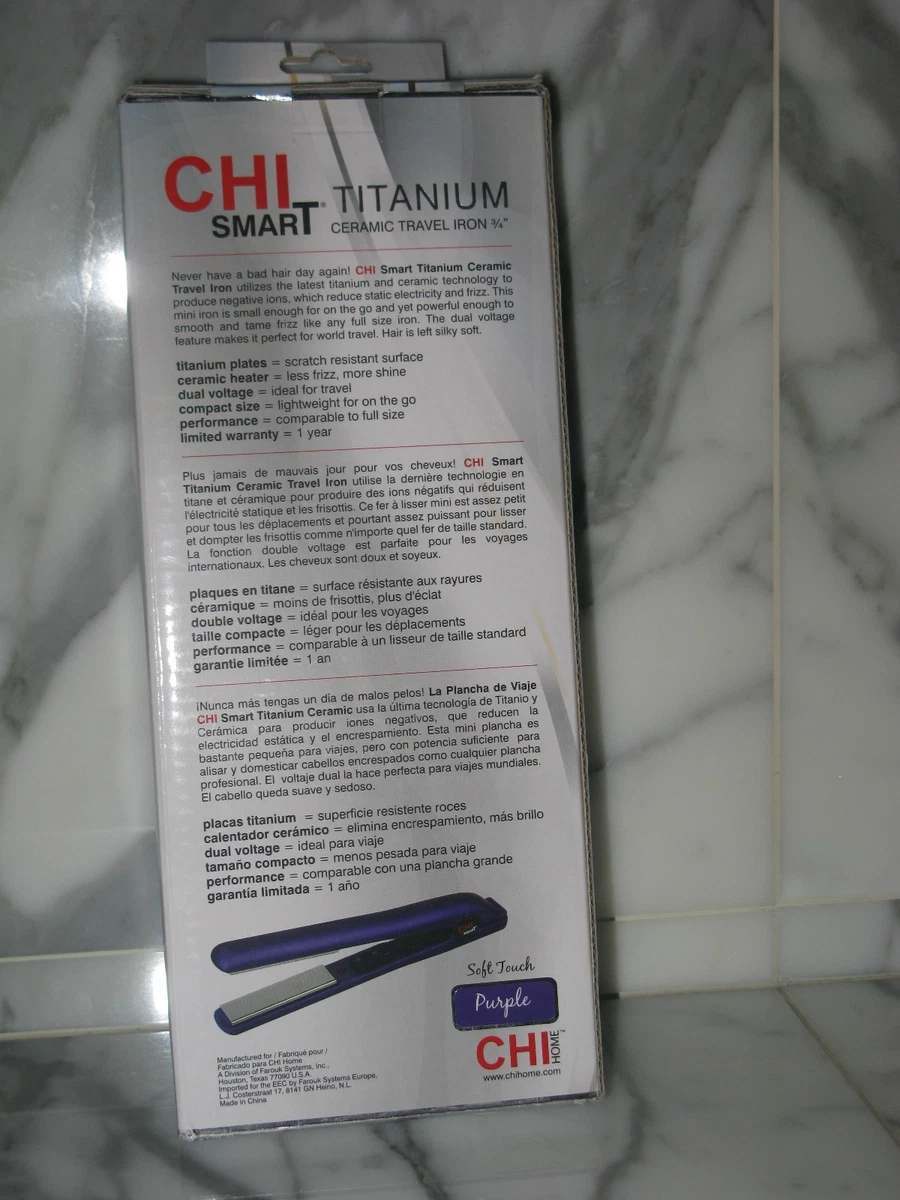 CHI TITANIUM
SMART® CERAMIC TRAVEL IRON ¾"
Never have a bad hair day again! CHI Smart Titanium Ceramic
Travel Iron utilizes the latest titanium and ceramic technology to
produce negative ions, which reduce static electricity and frizz. This
mini iron is small enough for on the go and yet powerful enough to
smooth and tame frizz like any full size iron. The dual voltage
feature makes it perfect for world travel. Hair is left silky soft.
titanium plates = scratch resistant surface
ceramic heater = less frizz, more shine
dual voltage = ideal for travel
compact size = lightweight for on the go
performance = comparable to full size
limited warranty = 1 year
Plus jamais de mauvais jour pour vos cheveux! CHI Smart
Titanium Ceramic Travel Iron utilise la dernière technologie en
titane et céramique pour produire des ions négatifs qui réduisent
l'électricité statique et les frisottis. Ce fer à lisser mini est assez petit
pour tous les déplacements et pourtant assez puissant pour lisser
et dompter les frisottis comme n'importe quel fer de taille standard.
La fonction double voltage est parfaite pour les voyages
internationaux. Les cheveux sont doux et soyeux.
plaques en titane = surface résistante aux rayures
céramique = moins de frisottis, plus d'éclat
double voltage = idéal pour les voyages
taille compacte = léger pour les déplacements
performance = comparable à un lisseur de taille standard
garantie limitée = 1 an
¡Nunca más tengas un día de malos pelos! La Plancha de Viaje
CHI Smart Titanium Ceramic usa la última tecnología de Titanio y
Cerámica para producir iones negativos, que reducen la
electricidad estática y el encrespamiento. Esta mini plancha es
bastante pequeña para viajes, pero con potencia suficiente para
alisar y domesticar cabellos encrespados como cualquier plancha
profesional. El voltaje dual la hace perfecta para viajes mundiales.
El cabello queda suave y sedoso.
placas titanium = superficie resistente roces
calentador cerámico = elimina encrespamiento, más brillo
dual voltage = ideal para viaje
tamaño compacto = menos pesada para viaje
performance = comparable con una plancha grande
garantía limitada = 1 año
CHI
SMART
Soft Touch
Purple
CHI HOME™
www.chihome.com
Manufactured for / Fabriqué pour /
Fabricado para CHI Home
A Division of Farouk Systems, Inc.,
Houston, Texas 77090 U.S.A.
Imported for the EEC by Farouk Systems Europe,
L.J. Costerstraat 17, 8141 GN Heino, N.L.
Made in China